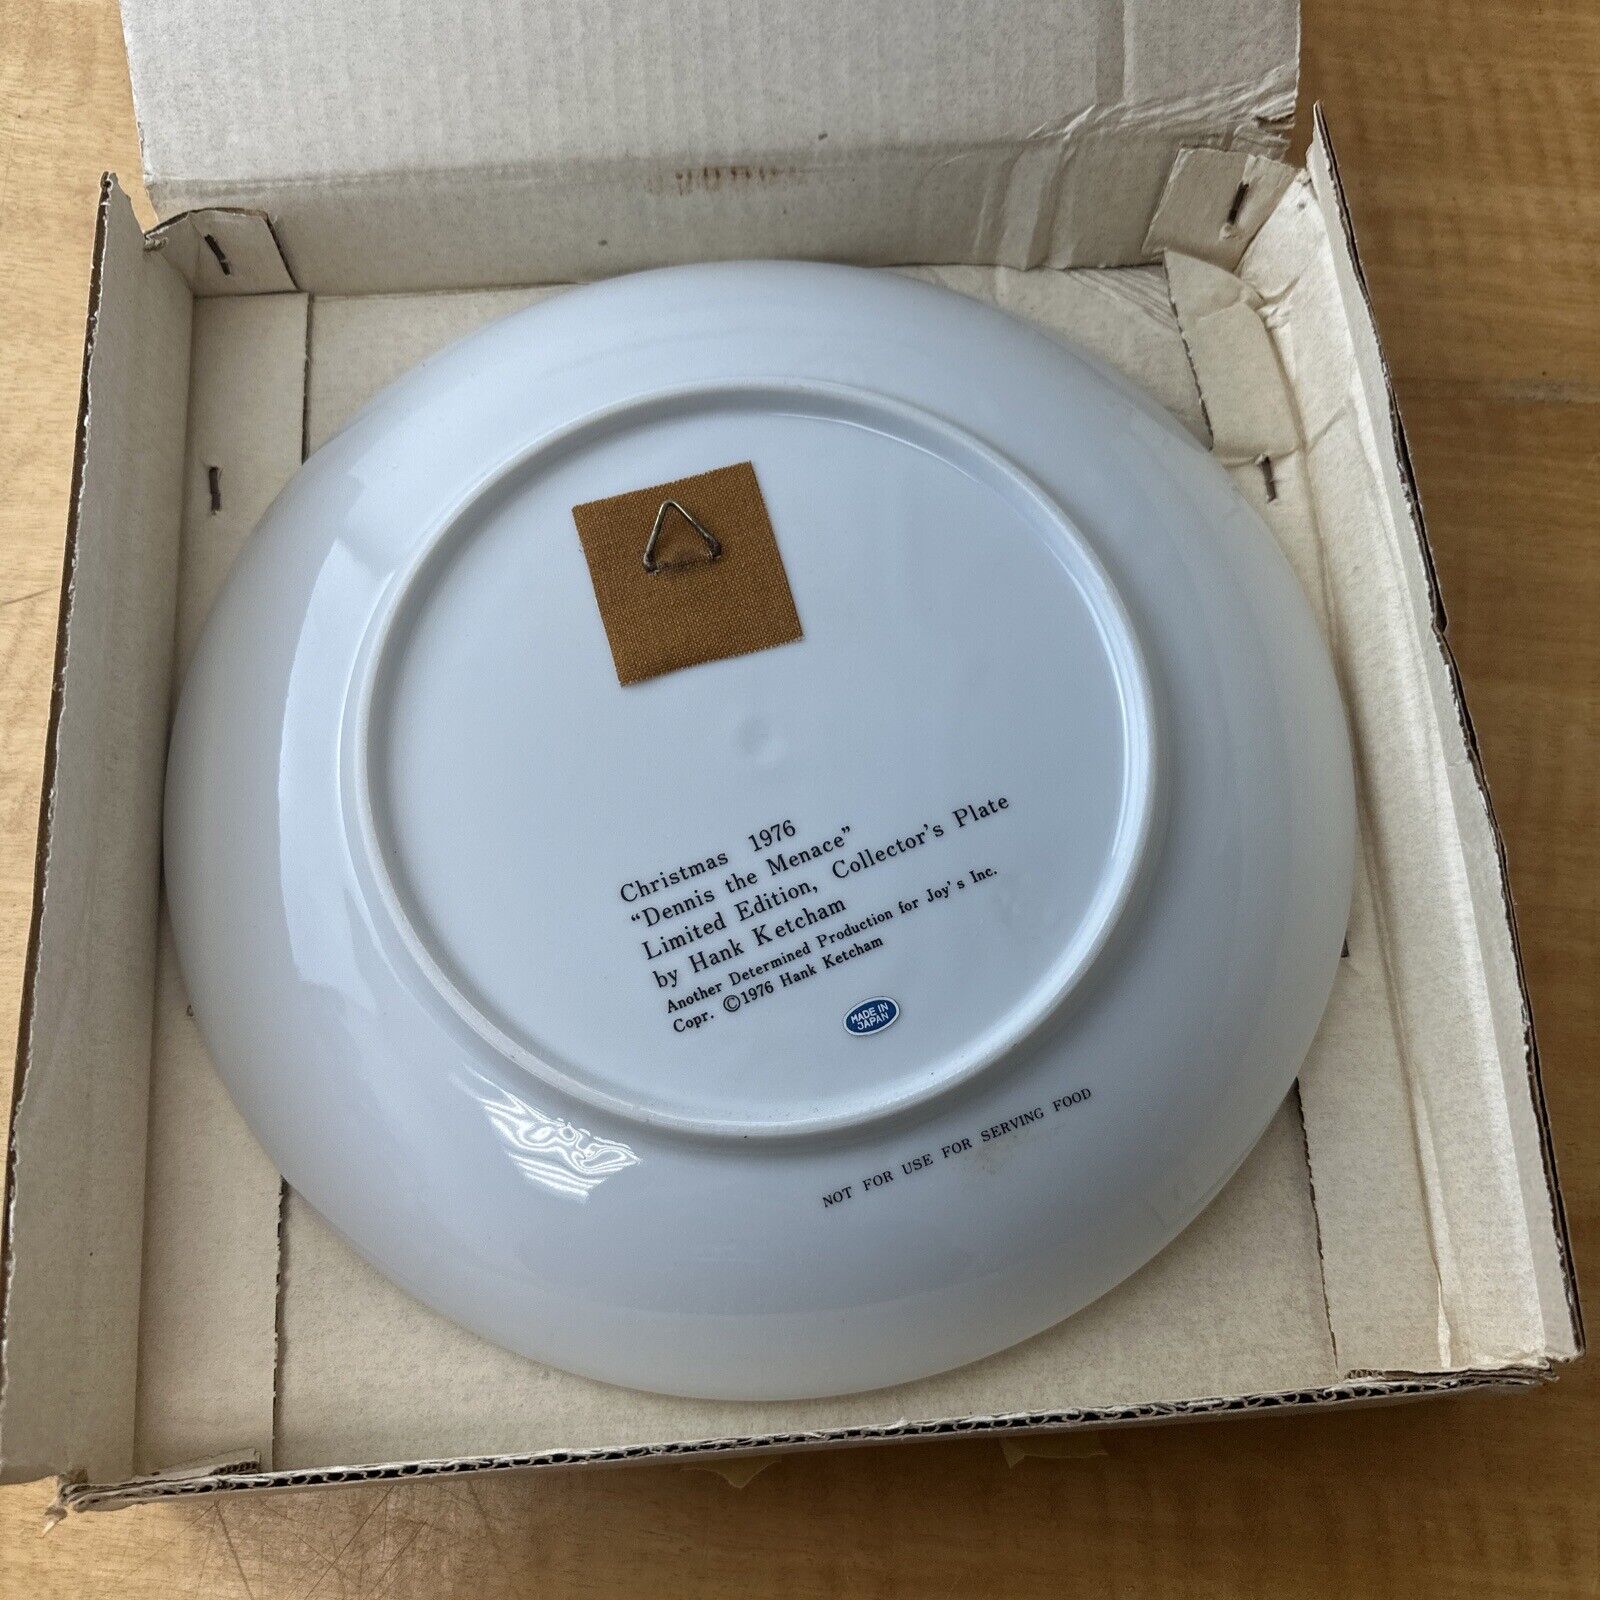 Christmas 1976
“Dennis the Menace”
Limited Edition, Collector's Plate
by Hank Ketcham
Another Determined Production for Joy's Inc.
Copr. ©1976 Hank Ketcham
MADE IN
JAPAN
NOT FOR USE FOR SERVING FOOD